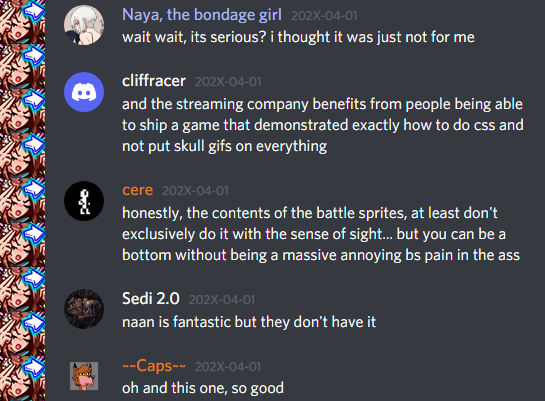 Naya, the bondage girl 202X-04-01
wait wait, its serious? i thought it was just not for me
cliffracer 202X-04-01
and the streaming company benefits from people being able
to ship a game that demonstrated exactly how to do css and
not put skull gifs on everything
cere 202X-04-01
honestly, the contents of the battle sprites, at least don't
exclusively do it with the sense of sight... but you can be a
bottom without being a massive annoying bs pain in the ass
Sedi 2.0 202X-04-01
naan is fantastic but they don't have it
~~Caps~~ 202X-04-01
oh and this one, so good